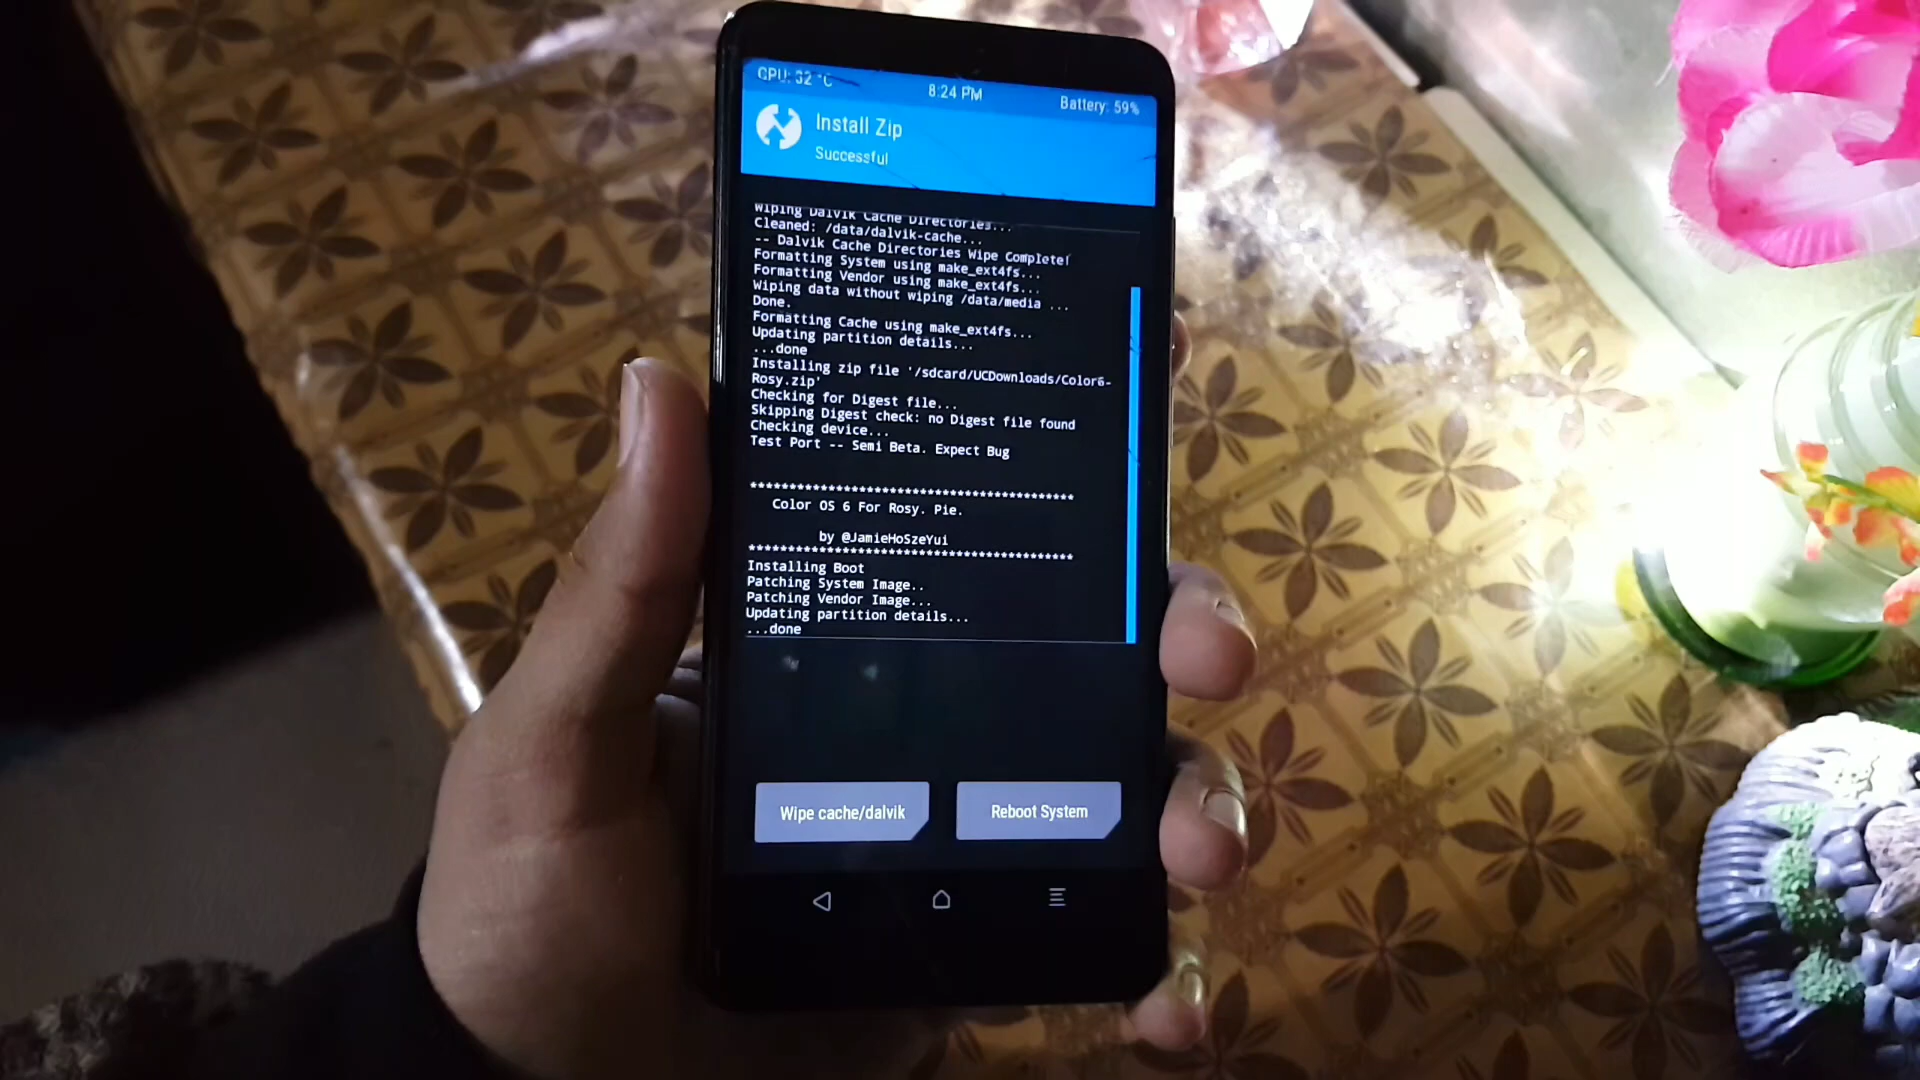 CPU: 32 °C
8:24 PM
Battery: 59%
Install Zip
Successful
Wiping Dalvik Cache Directories...
Cleaned: /data/dalvik-cache...
-- Dalvik Cache Directories Wipe Complete!
Formatting System using make_ext4fs...
Formatting Vendor using make_ext4fs...
Wiping data without wiping /data/media ...
Done.
Formatting Cache using make_ext4fs...
Updating partition details...
...done
Installing zip file '/sdcard/UCDownloads/Color6-
Rosy.zip'
Checking for Digest file...
Skipping Digest check: no Digest file found
Checking device...
Test Port -- Semi Beta. Expect Bug
*****************************************
Color OS 6 For Rosy. Pie.
by @JamieHoSzeYui
*****************************************
Installing Boot
Patching System Image..
Patching Vendor Image...
Updating partition details...
...done
Wipe cache/dalvik
Reboot System